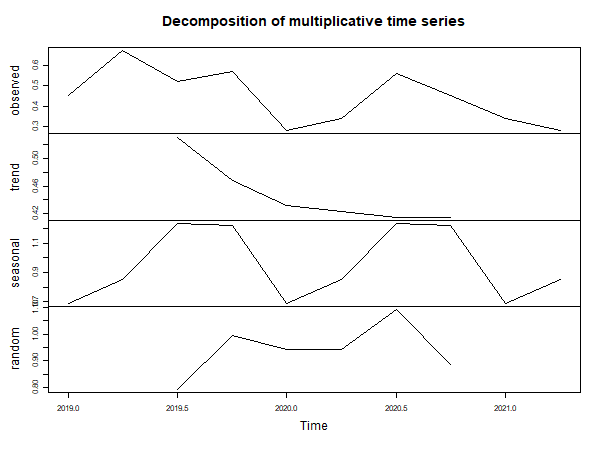 Decomposition of multiplicative time series
observed
0.3 0.4 0.5 0.6
trend
0.42 0.46 0.50
seasonal
0.9 1.1
random
0.80 0.90 1.00
2019.0 2019.5 2020.0 2020.5 2021.0
Time